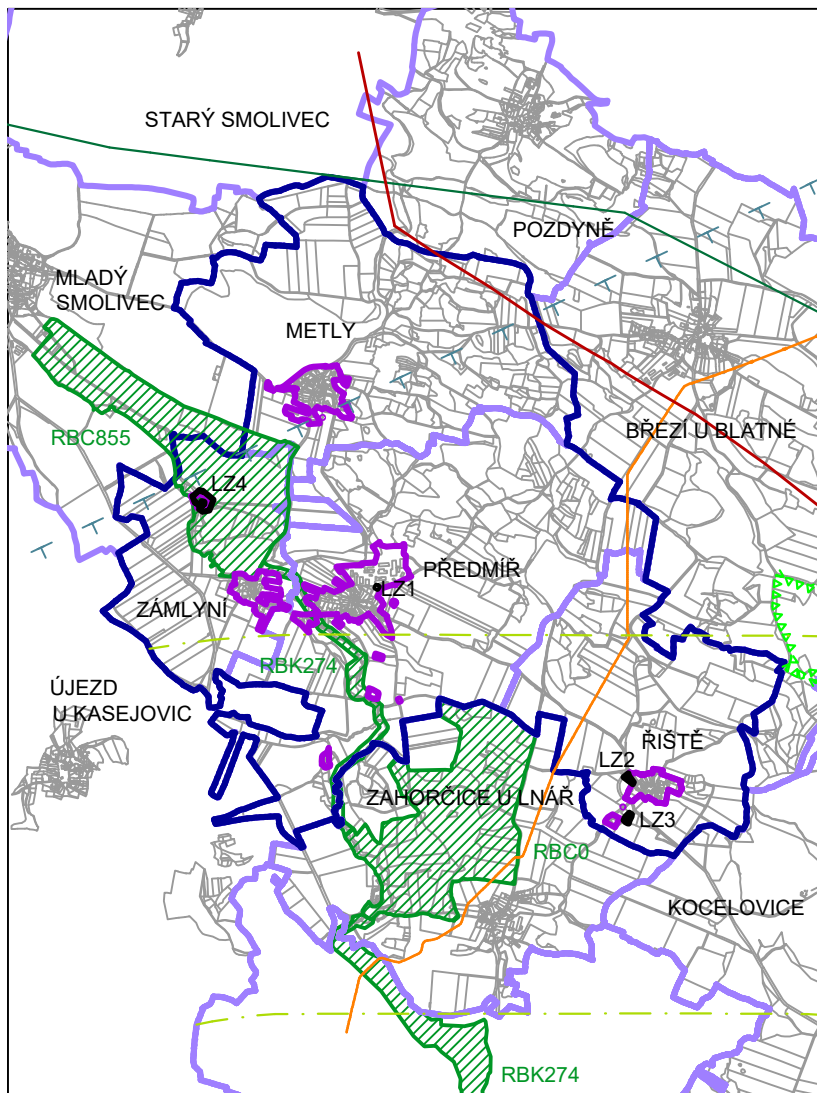 STARÝ SMOLIVEC
POZDYNĚ
MLADÝ
SMOLIVEC
METLY
RBC855
BŘEZÍ U BLATNÉ
LZ4
PŘEDMÍŘ
LZ1
ZÁMLYNÍ
RBK274
ÚJEZD
U KASEJOVIC
ŘIŠTĚ
LZ2
ZAHORČICE U LNÁŘ
LZ3
RBC0
KOCELOVICE
RBK274